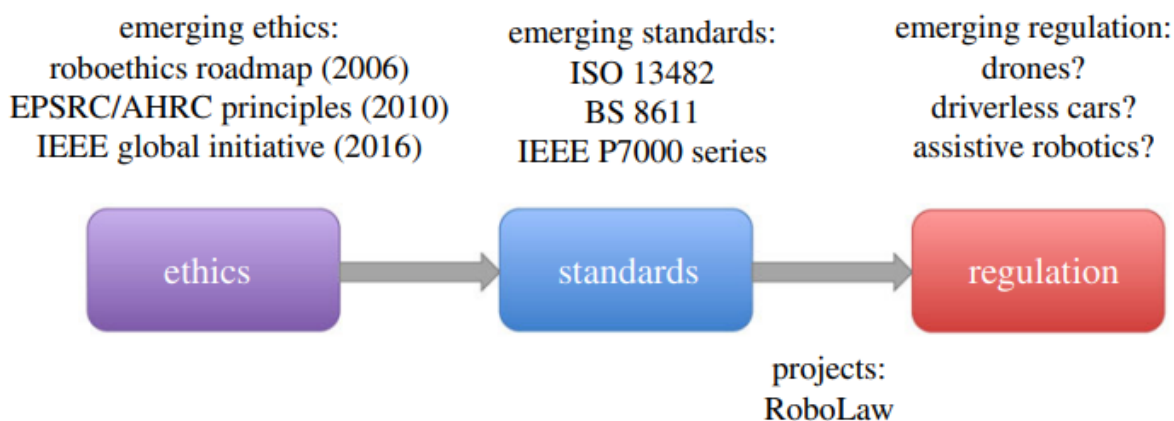 emerging ethics:
roboethics roadmap (2006)
EPSRC/AHRC principles (2010)
IEEE global initiative (2016)
emerging standards:
ISO 13482
BS 8611
IEEE P7000 series
emerging regulation:
drones?
driverless cars?
assistive robotics?
ethics
standards
regulation
projects:
RoboLaw